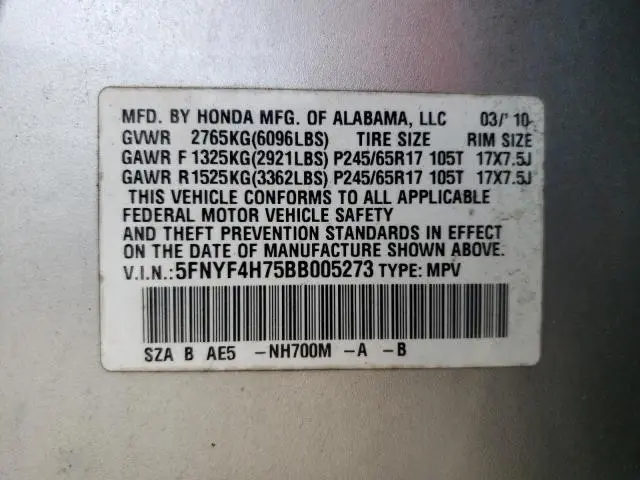 MFD. BY HONDA MFG. OF ALABAMA, LLC 03/'10
GVWR 2765KG(6096LBS) TIRE SIZE RIM SIZE
GAWR F 1325KG(2921LBS) P245/65R17 105T 17X7.5J
GAWR R 1525KG(3362LBS) P245/65R17 105T 17X7.5J
THIS VEHICLE CONFORMS TO ALL APPLICABLE
FEDERAL MOTOR VEHICLE SAFETY
AND THEFT PREVENTION STANDARDS IN EFFECT
ON THE DATE OF MANUFACTURE SHOWN ABOVE.
V.I.N.:5FNYF4H75BB005273 TYPE: MPV
SZA B AE5 -NH700M -A -B